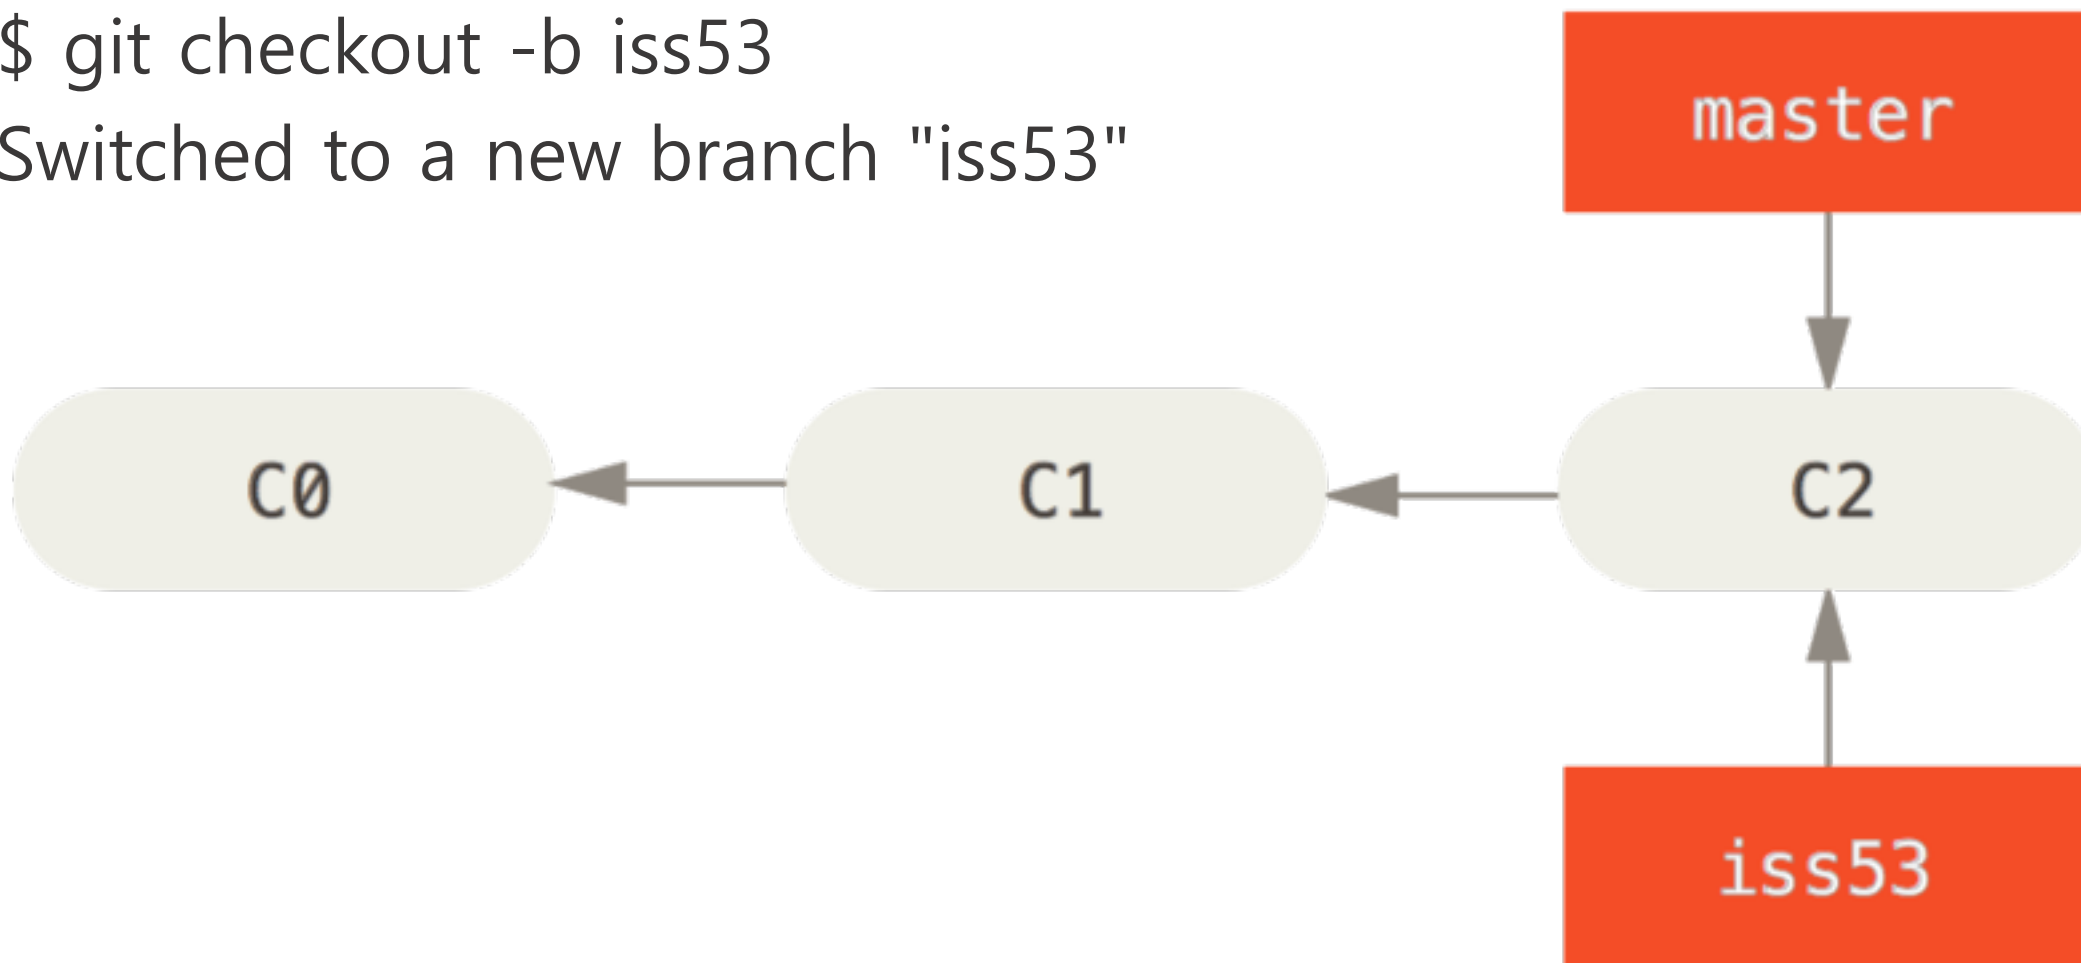 $ git checkout -b iss53
Switched to a new branch "iss53"
master
C0 C1 C2
iss53